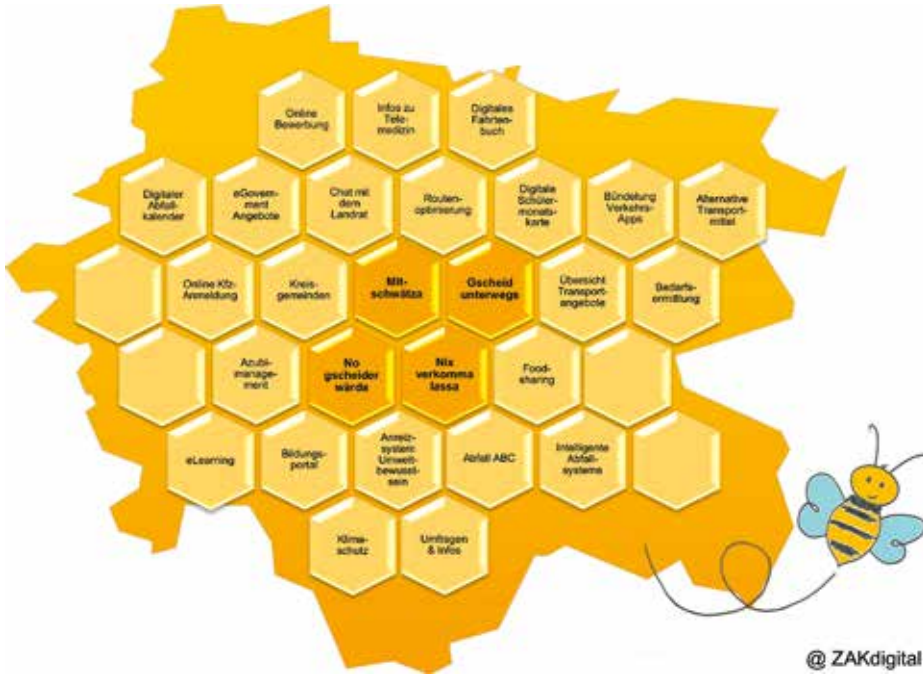 Online
Bewerbung
Infos zu
Tele-
medizin
Digitales
Fahrten-
buch
Digitaler
Abfall-
kalender
eGovern-
ment
Angebote
Chat mit
dem
Landrat
Routen-
optimierung
Digitale
Schüler-
monats-
karte
Bündelung
Verkehrs-
Apps
Alternative
Transport-
mittel
Online Kfz-
Anmeldung
Kreis-
gemeinden
Mit-
schwätza
Gscheid
unterwegs
Übersicht
Transport-
angebote
Bedarfs-
ermittlung
Azubi-
manage-
ment
No
gscheider
wärda
Nix
verkomma
lassa
Food-
sharing
eLearning
Bildungs-
portal
Anreiz-
system
Umwelt-
bewusst-
sein
Abfall ABC
Intelligente
Abfall-
systeme
Klima-
schutz
Umfragen
& Infos
@ ZAKdigital